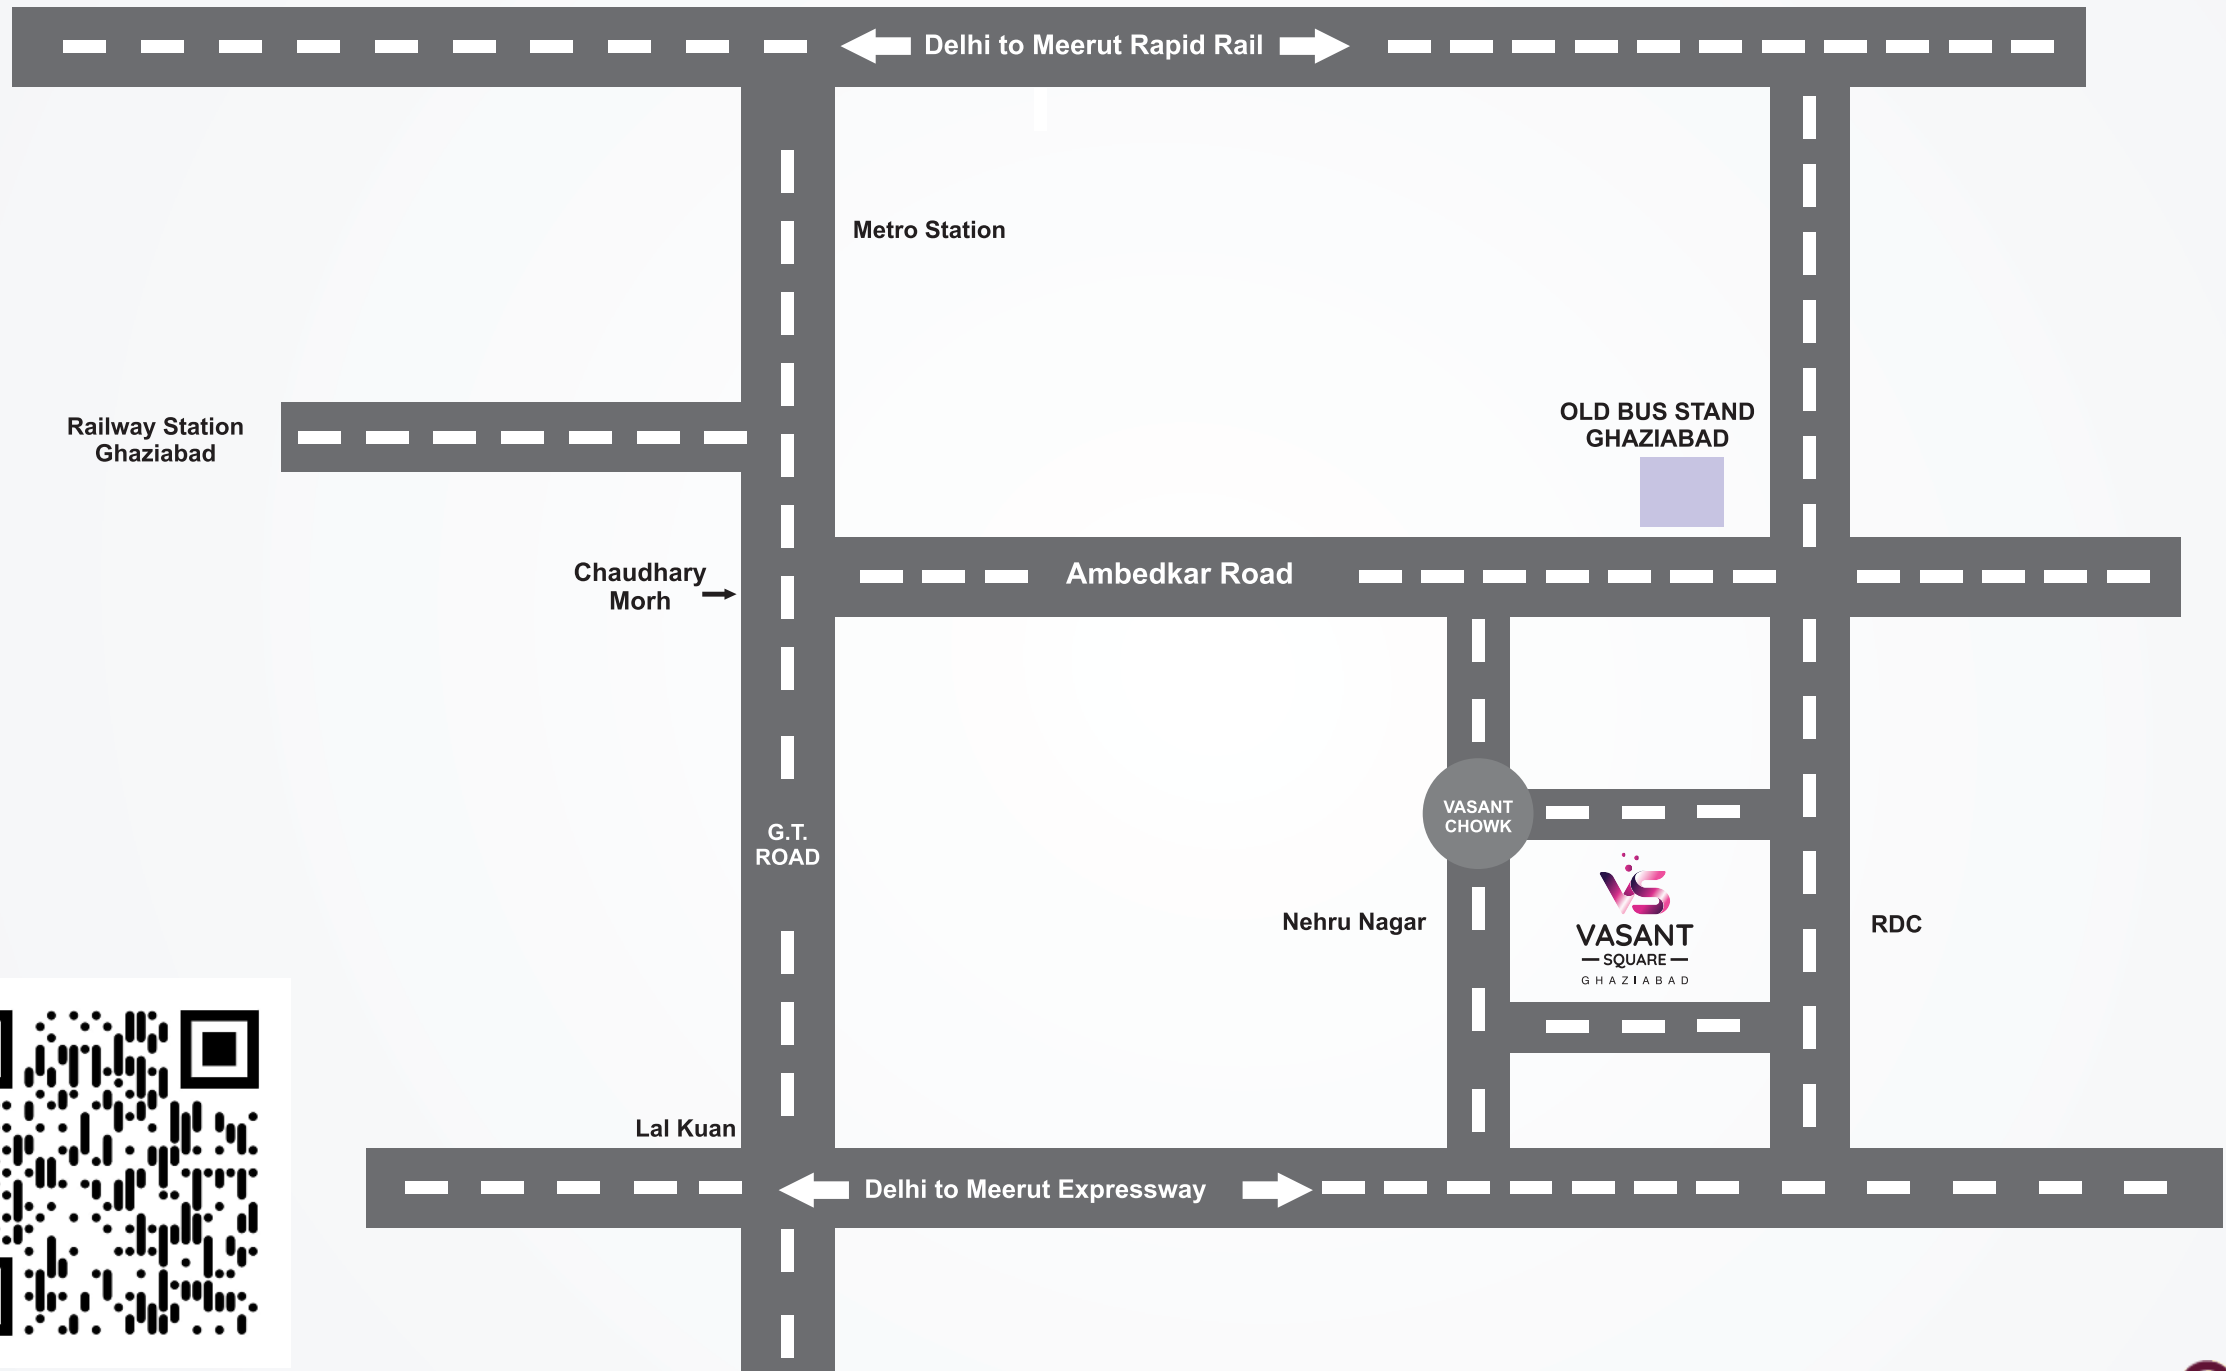 Delhi to Meerut Rapid Rail
Metro Station
OLD BUS STAND
GHAZIABAD
Railway Station
Ghaziabad
Chaudhary
Morh
Ambedkar Road
VASANT
CHOWK
G.T.
ROAD
VS
VASANT
SQUARE
GHAZIABAD
Nehru Nagar
RDC
Lal Kuan
Delhi to Meerut Expressway